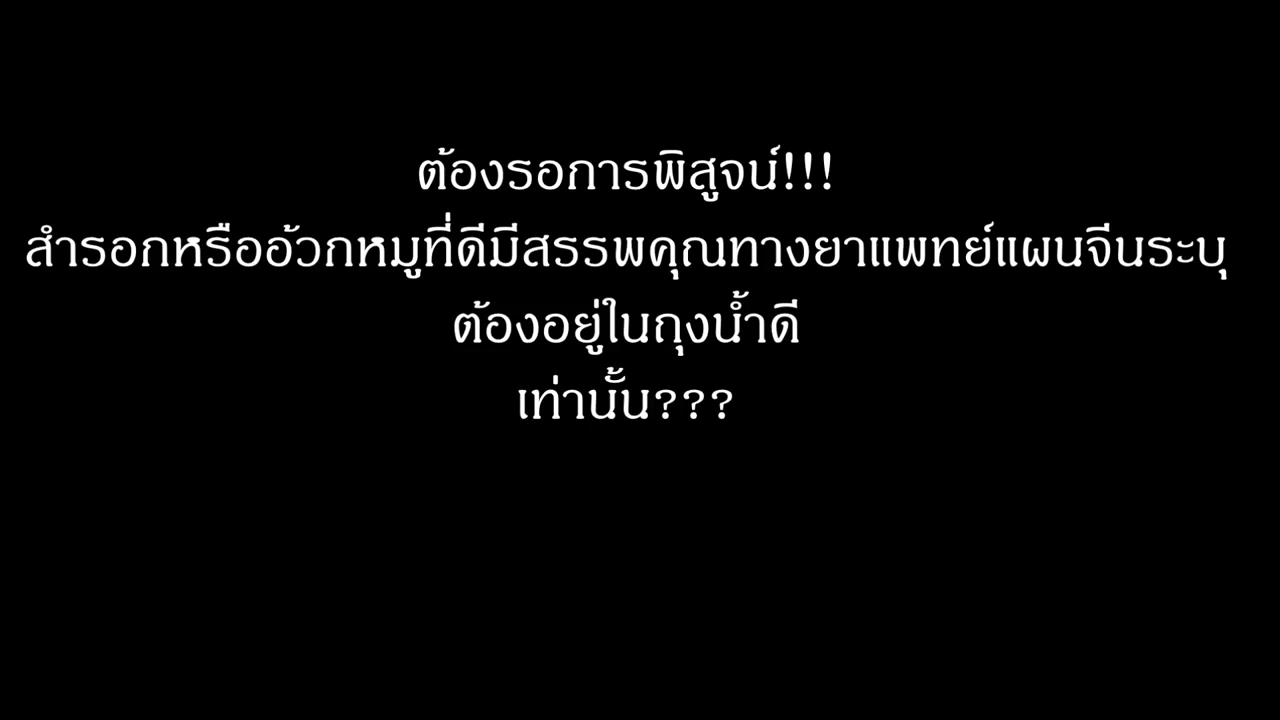 ต้องรอการพิสูจน์!!!
สำรอกหรืออ้วกหมูที่ดีมีสรรพคุณทางยาแพทย์แผนจีนระบุ
ต้องอยู่ในถุงน้ำดี
เท่านั้น???